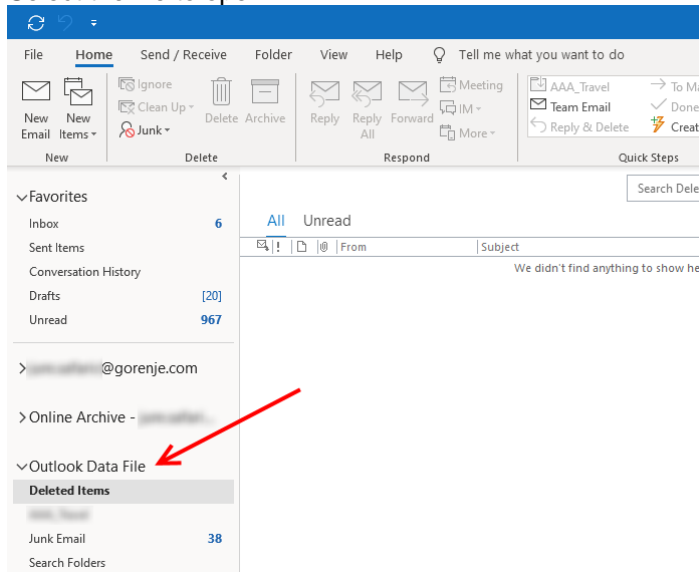 File Home Send / Receive Folder View Help Tell me what you want to do
Ignore
Clean Up
Junk
New Email
New Items
Delete
Archive
Reply
Reply All
Forward
Meeting
IM
More
AAA_Travel
Team Email
Reply & Delete
→ To Ma
Done
Creat
New Delete Respond Quick Steps
Favorites
Search Dele
Inbox 6
All Unread
Sent Items
! From Subject
Conversation History
We didn't find anything to show he
Drafts [20]
Unread 967
@gorenje.com
Online Archive -
Outlook Data File
Deleted Items
Junk Email 38
Search Folders